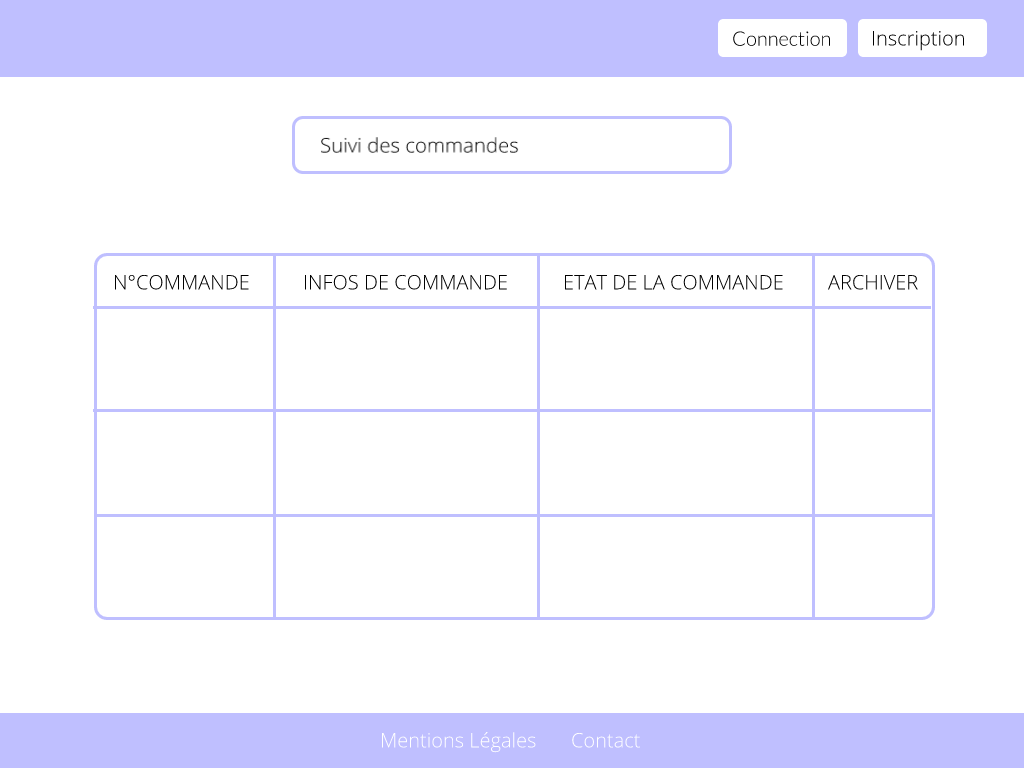 Connection
Inscription
Suivi des commandes
N°COMMANDE
INFOS DE COMMANDE
ETAT DE LA COMMANDE
ARCHIVER
Mentions Légales
Contact